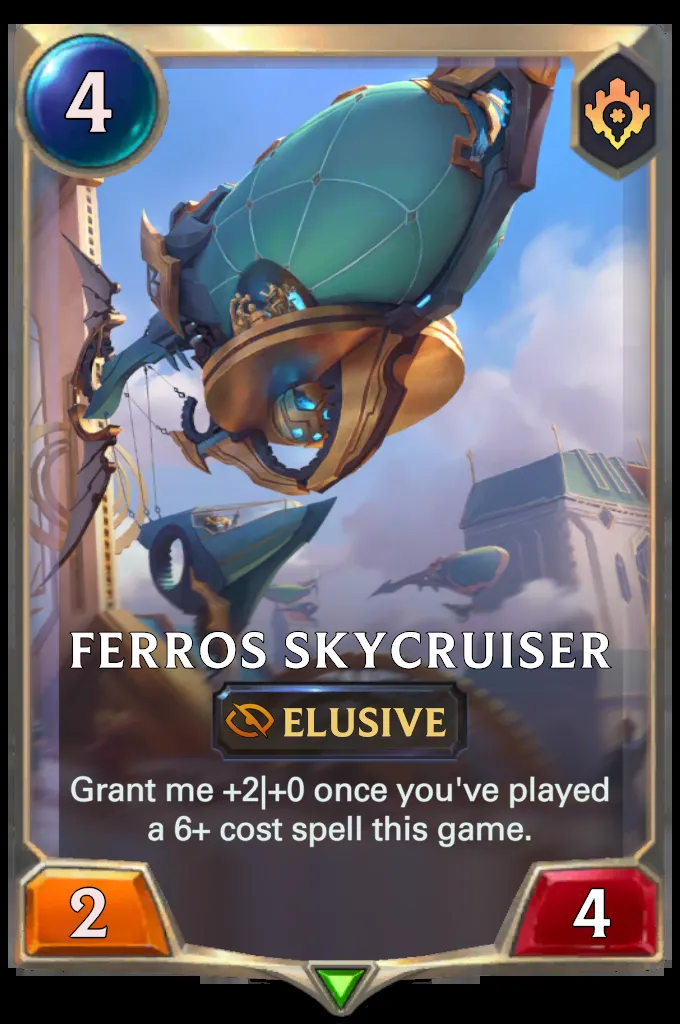 4
FERROS SKYCRUISER
ELUSIVE
Grant me +2|+0 once you've played
a 6+ cost spell this game.
2 4